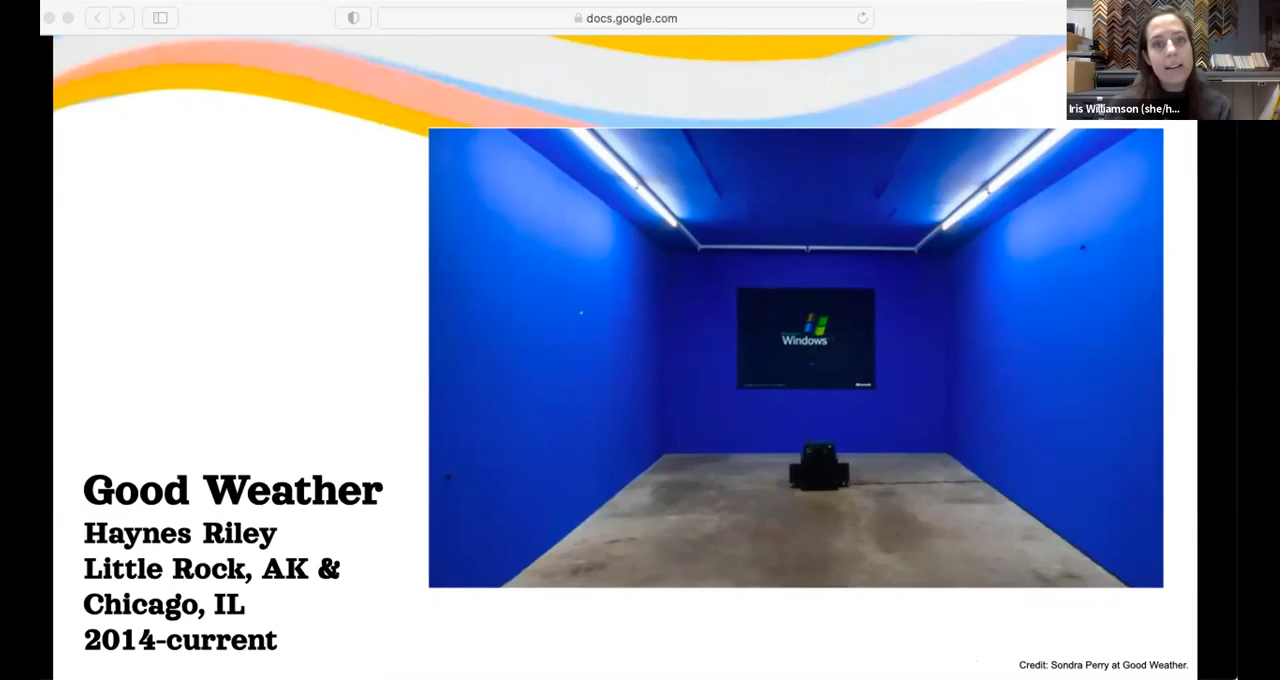 docs.google.com
Iris Williamson (she/h...
Windows
Microsoft
Good Weather
Haynes Riley
Little Rock, AK &
Chicago, IL
2014-current
Credit: Sondra Perry at Good Weather.